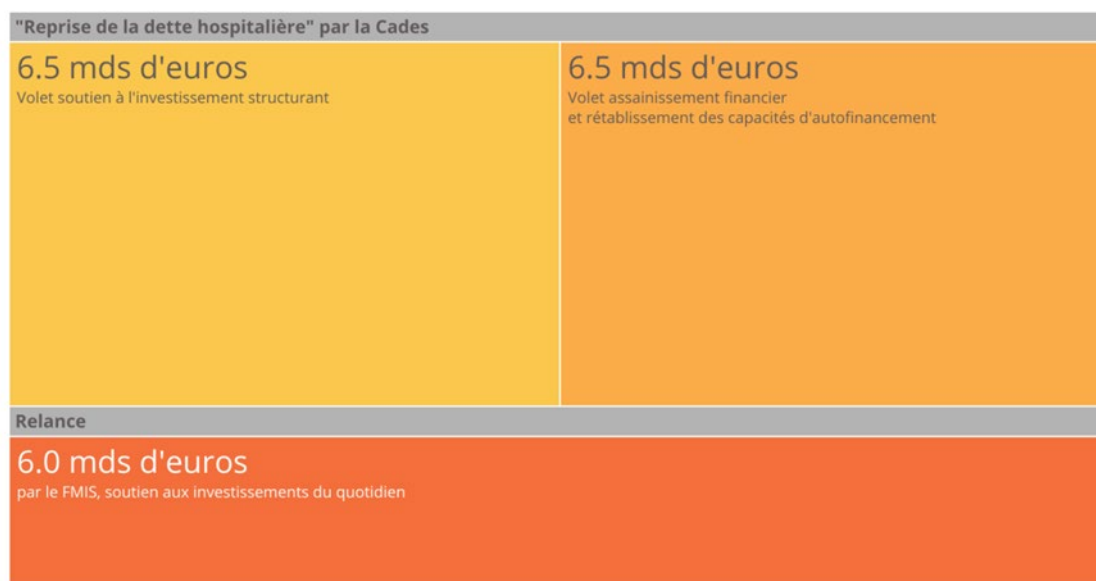 "Reprise de la dette hospitalière" par la Cades
6.5 mds d'euros
Volet soutien à l'investissement structurant
6.5 mds d'euros
Volet assainissement financier
et rétablissement des capacités d'autofinancement
Relance
6.0 mds d'euros
par le FMIS, soutien aux investissements du quotidien